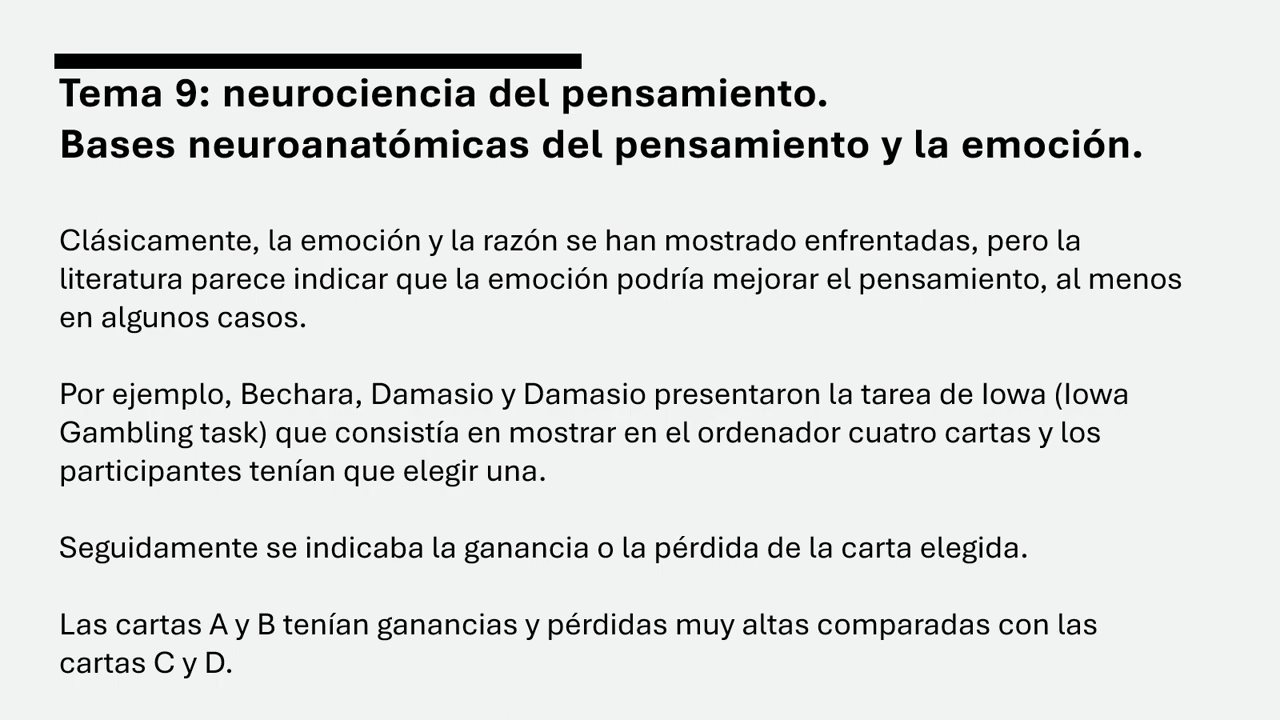 Tema 9: neurociencia del pensamiento.
Bases neuroanatómicas del pensamiento y la emoción.
Clásicamente, la emoción y la razón se han mostrado enfrentadas, pero la
literatura parece indicar que la emoción podría mejorar el pensamiento, al menos
en algunos casos.
Por ejemplo, Bechara, Damasio y Damasio presentaron la tarea de Iowa (Iowa
Gambling task) que consistía en mostrar en el ordenador cuatro cartas y los
participantes tenían que elegir una.
Seguidamente se indicaba la ganancia o la pérdida de la carta elegida.
Las cartas A y B tenían ganancias y pérdidas muy altas comparadas con las
cartas C y D.